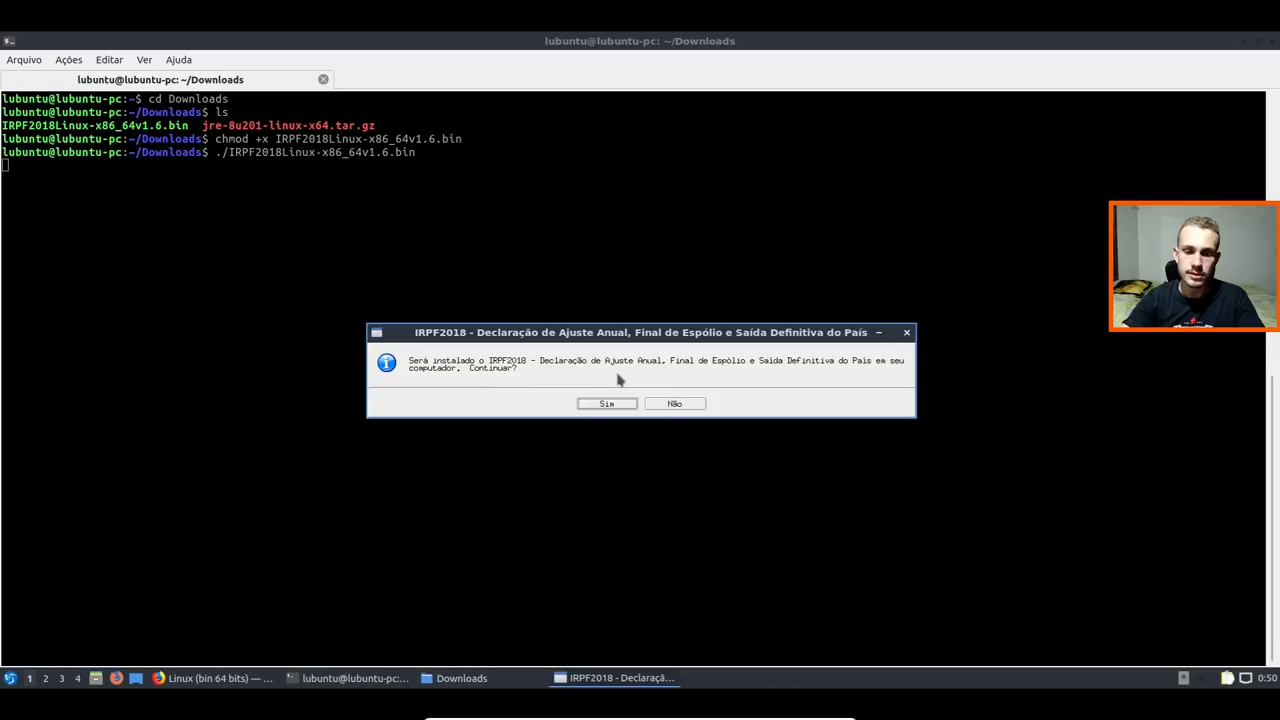 lubuntu@lubuntu-pc: ~/Downloads
Arquivo Ações Editar Ver Ajuda
lubuntu@lubuntu-pc: ~/Downloads
lubuntu@lubuntu-pc:~$ cd Downloads
lubuntu@lubuntu-pc:~/Downloads$ ls
IRPF2018Linux-x86_64v1.6.bin jre-8u201-linux-x64.tar.gz
lubuntu@lubuntu-pc:~/Downloads$ chmod +x IRPF2018Linux-x86_64v1.6.bin
lubuntu@lubuntu-pc:~/Downloads$ ./IRPF2018Linux-x86_64v1.6.bin
IRPF2018 - Declaração de Ajuste Anual, Final de Espólio e Saída Definitiva do País
Será instalado o IRPF2018 - Declaração de Ajuste Anual, Final de Espólio e Saída Definitiva do País em seu
computador. Continuar?
Sim Não
1 2 3 4 Linux (bin 64 bits) — ... lubuntu@lubuntu-pc:... Downloads IRPF2018 - Declaraçã... 0:50